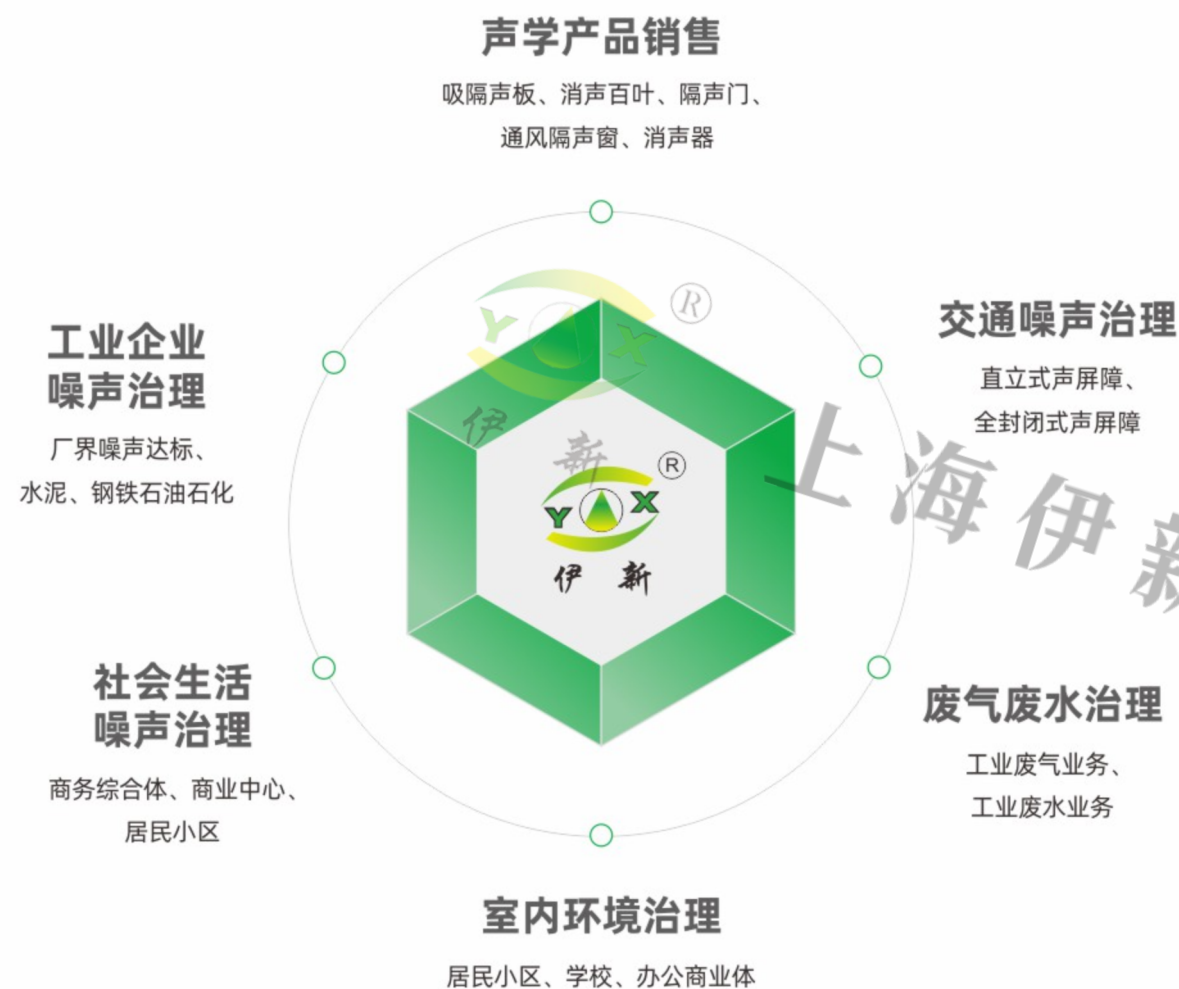 声学产品销售
吸隔声板、消声百叶、隔声门、
通风隔声窗、消声器
工业企业
噪声治理
厂界噪声达标、
水泥、钢铁石油石化
交通噪声治理
直立式声屏障、
全封闭式声屏障
Y X ®
伊新
Y X ®
伊新
上海伊新
社会生活
噪声治理
商务综合体、商业中心、
居民小区
废气废水治理
工业废气业务、
工业废水业务
室内环境治理
居民小区、学校、办公商业体